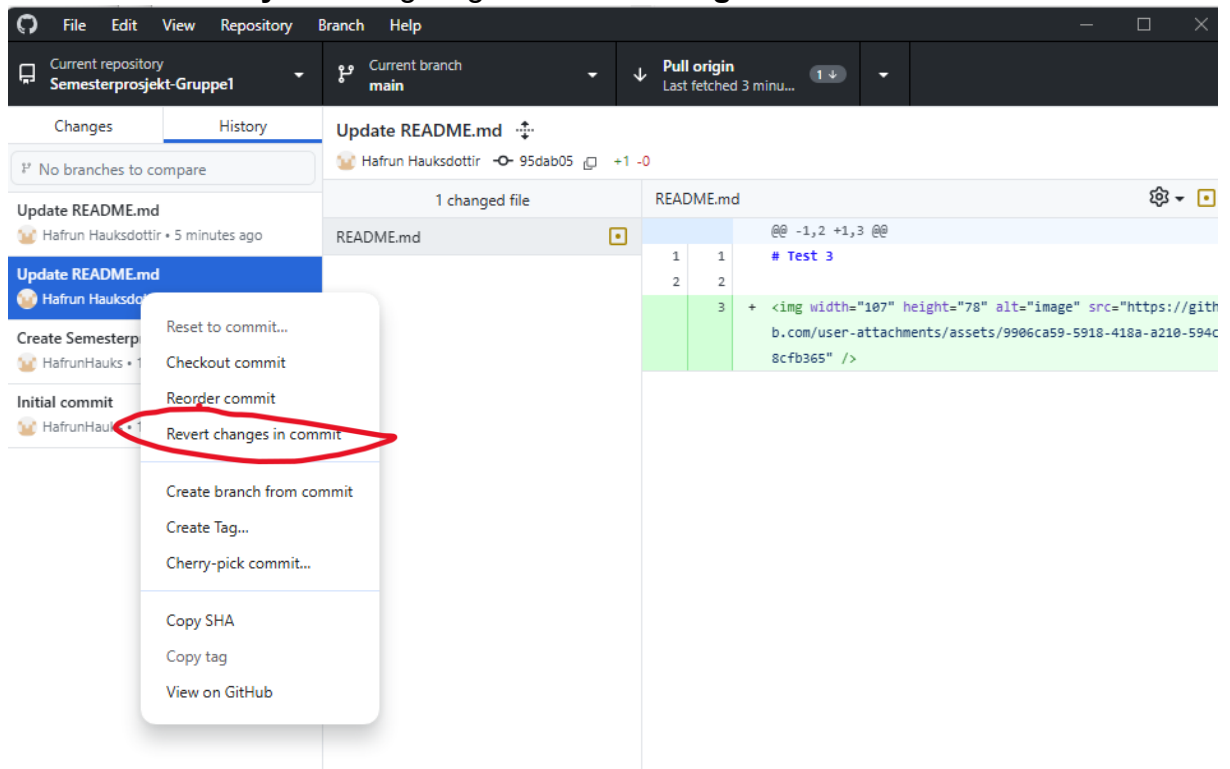 File Edit View Repository Branch Help
Current repository
Semesterprosjekt-Gruppe1
Current branch
main
Pull origin
Last fetched 3 minu...
1
Changes History
No branches to compare
Update README.md
Hafrun Hauksdottir • 5 minutes ago
Update README.md
Hafrun Hauksdo
Create Semesterp
HafrunHauks • 1
Initial commit
HafrunHauks • 1
Reset to commit...
Checkout commit
Reorder commit
Revert changes in commit
Create branch from commit
Create Tag...
Cherry-pick commit...
Copy SHA
Copy tag
View on GitHub
Update README.md
Hafrun Hauksdottir 95dab05 +1 -0
1 changed file
README.md
README.md
@@ -1,2 +1,3 @@
1 1 # Test 3
2 2
3 + <img width="107" height="78" alt="image" src="https://gith
b.com/user-attachments/assets/9906ca59-5918-418a-a210-594c
8cfb365" />